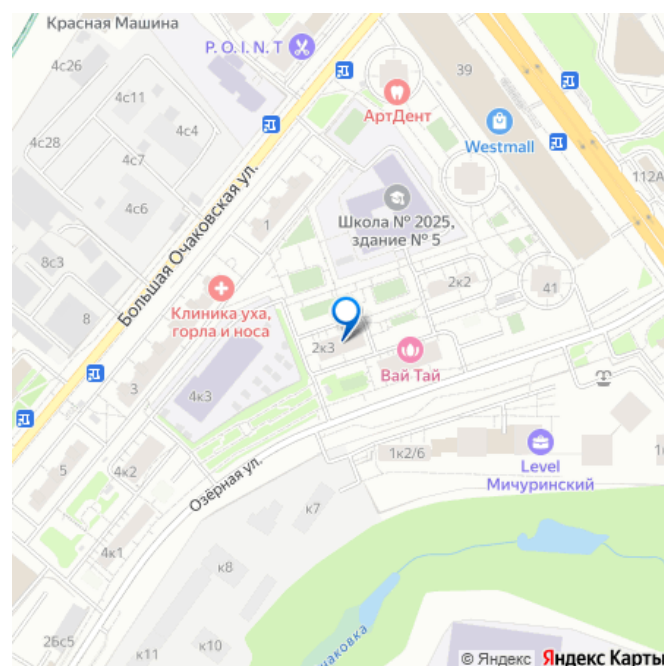 Красная Машина
4с26
P.O.I.N.T
39
4с11
АртДент
4с4
Westmall
4с28
4с7
112А
4с6
1
Школа № 2025,
здание № 5
Большая Очаковская ул.
8с3
2к2
41
8
Клиника уха,
горла и носа
2к3
Вай Тай
3
4к3
5
4к2
1к2/6
Level
Мичуринский
Озёрная ул.
к7
4к1
к8
2Бс5
к10
к11
© Яндекс Яндекс Карты